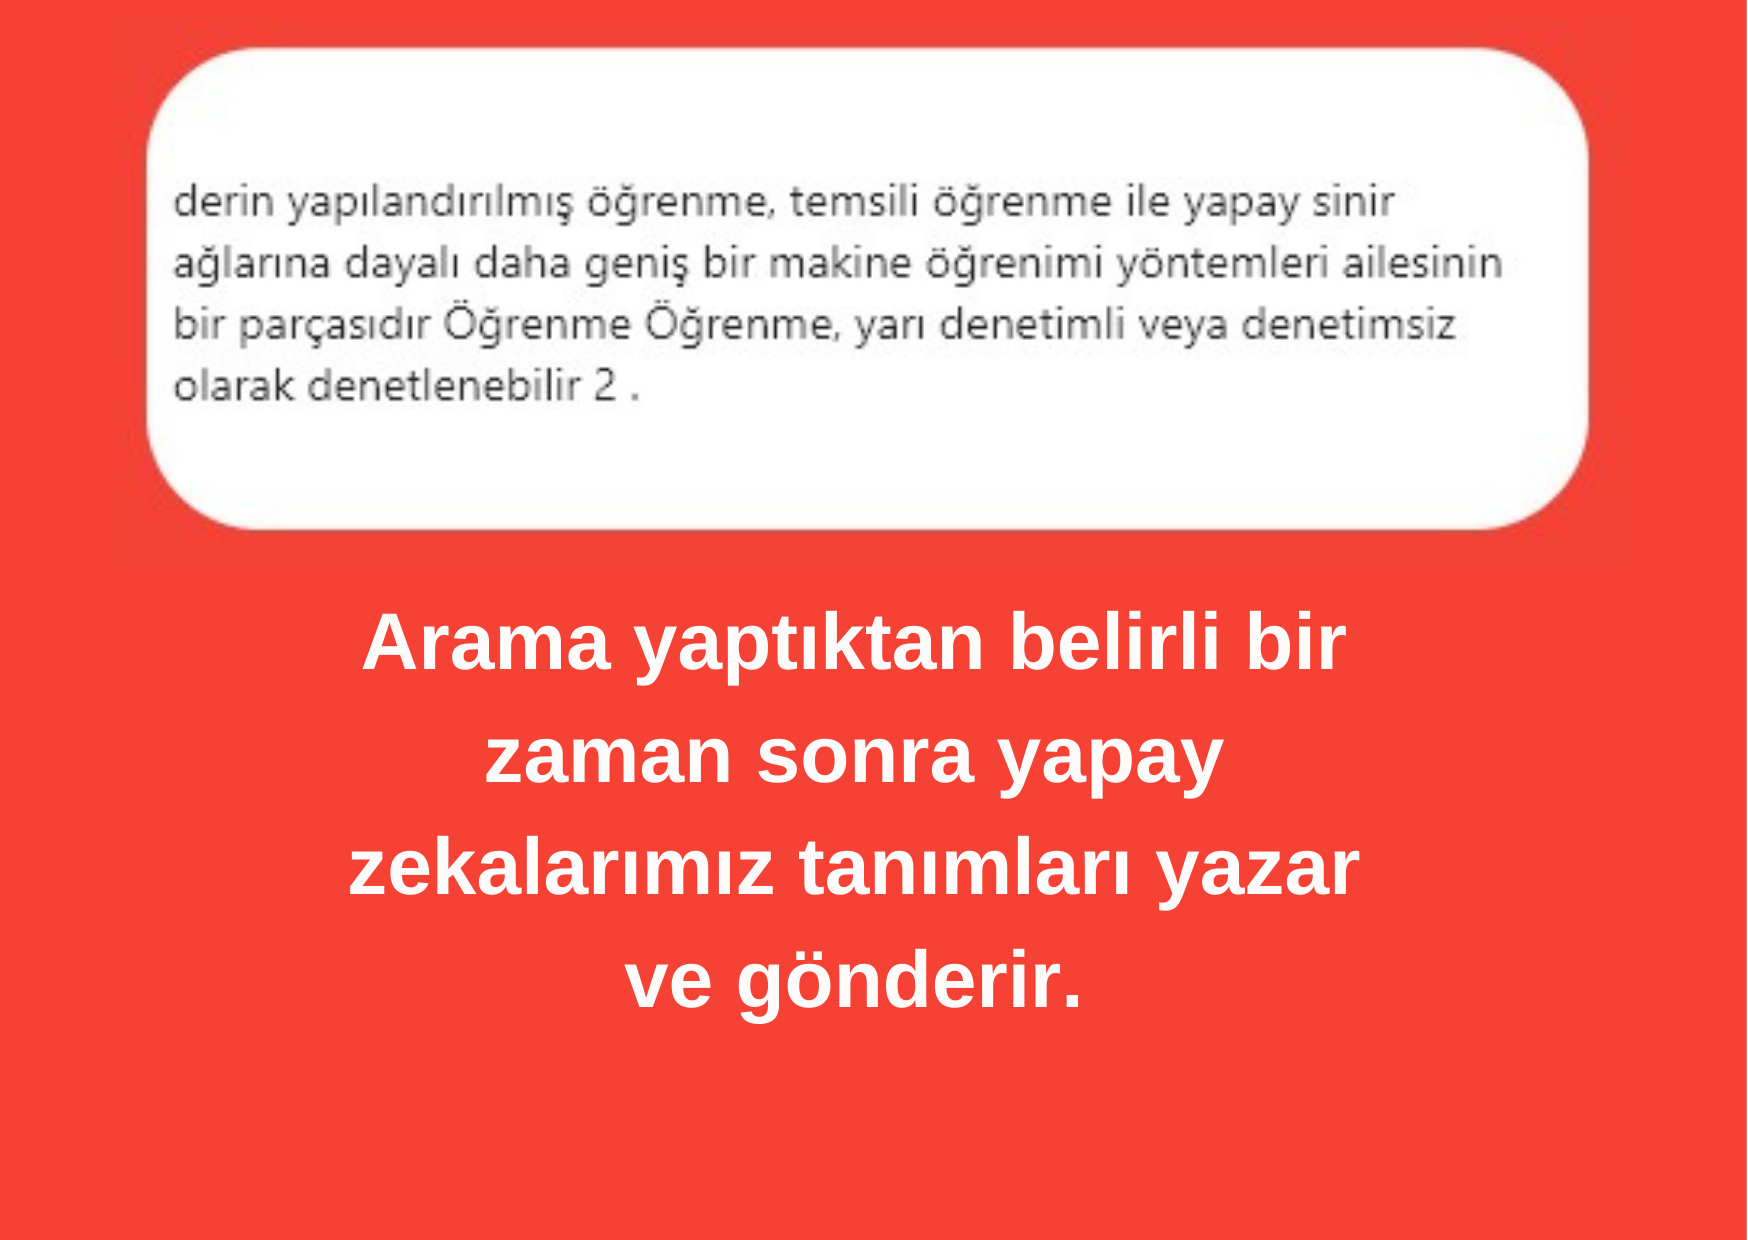 derin yapılandırılmış öğrenme, temsili öğrenme ile yapay sinir
ağlarına dayalı daha geniş bir makine öğrenimi yöntemleri ailesinin
bir parçasıdır Öğrenme Öğrenme, yarı denetimli veya denetimsiz
olarak denetlenebilir 2 .
Arama yaptıktan belirli bir
zaman sonra yapay
zekalarımız tanımları yazar
ve gönderir.